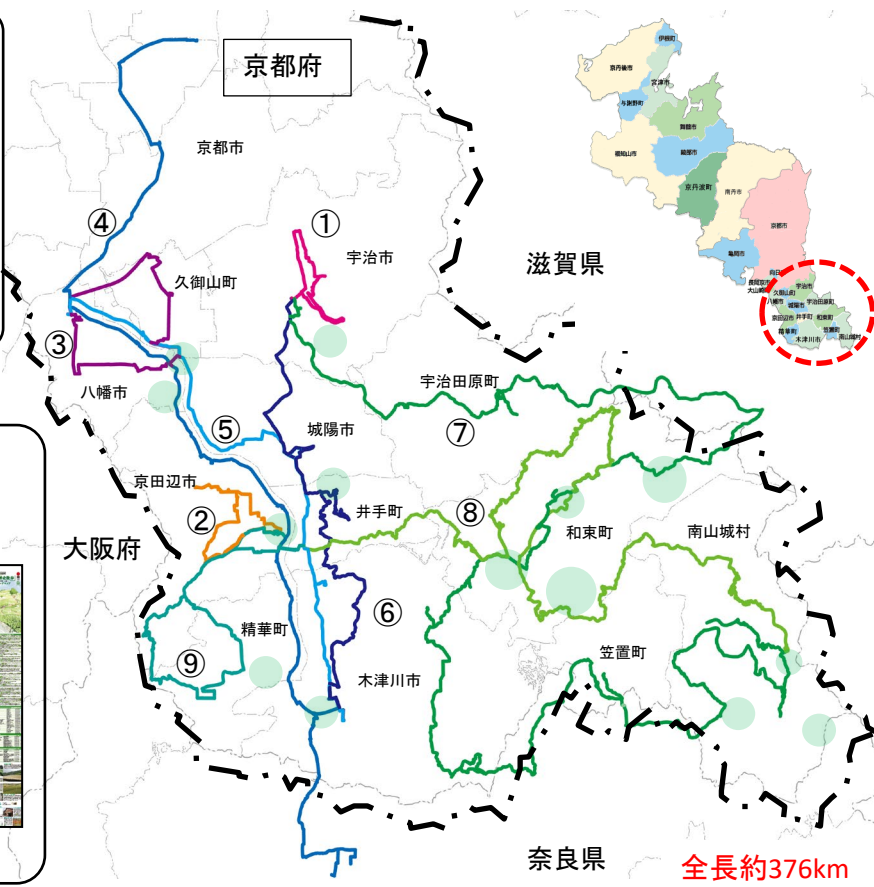 京都府
伊根町
京丹後市
宮津市
与謝野町
舞鶴市
福知山市
綾部市
京丹波町
南丹市
京都市
亀岡市
向日
長岡京市
大山崎
宇治市
久御山町
八幡市
城陽市
宇治田原町
京田辺市
井手町
和束町
精華町
笠置町
木津川市
南山城村
京都市
④
①
宇治市
滋賀県
久御山町
③
八幡市
宇治田原町
⑤
城陽市
⑦
京田辺市
②
井手町
⑧
和束町
南山城村
大阪府
⑥
精華町
⑨
木津川市
笠置町
奈良県
全長約376km